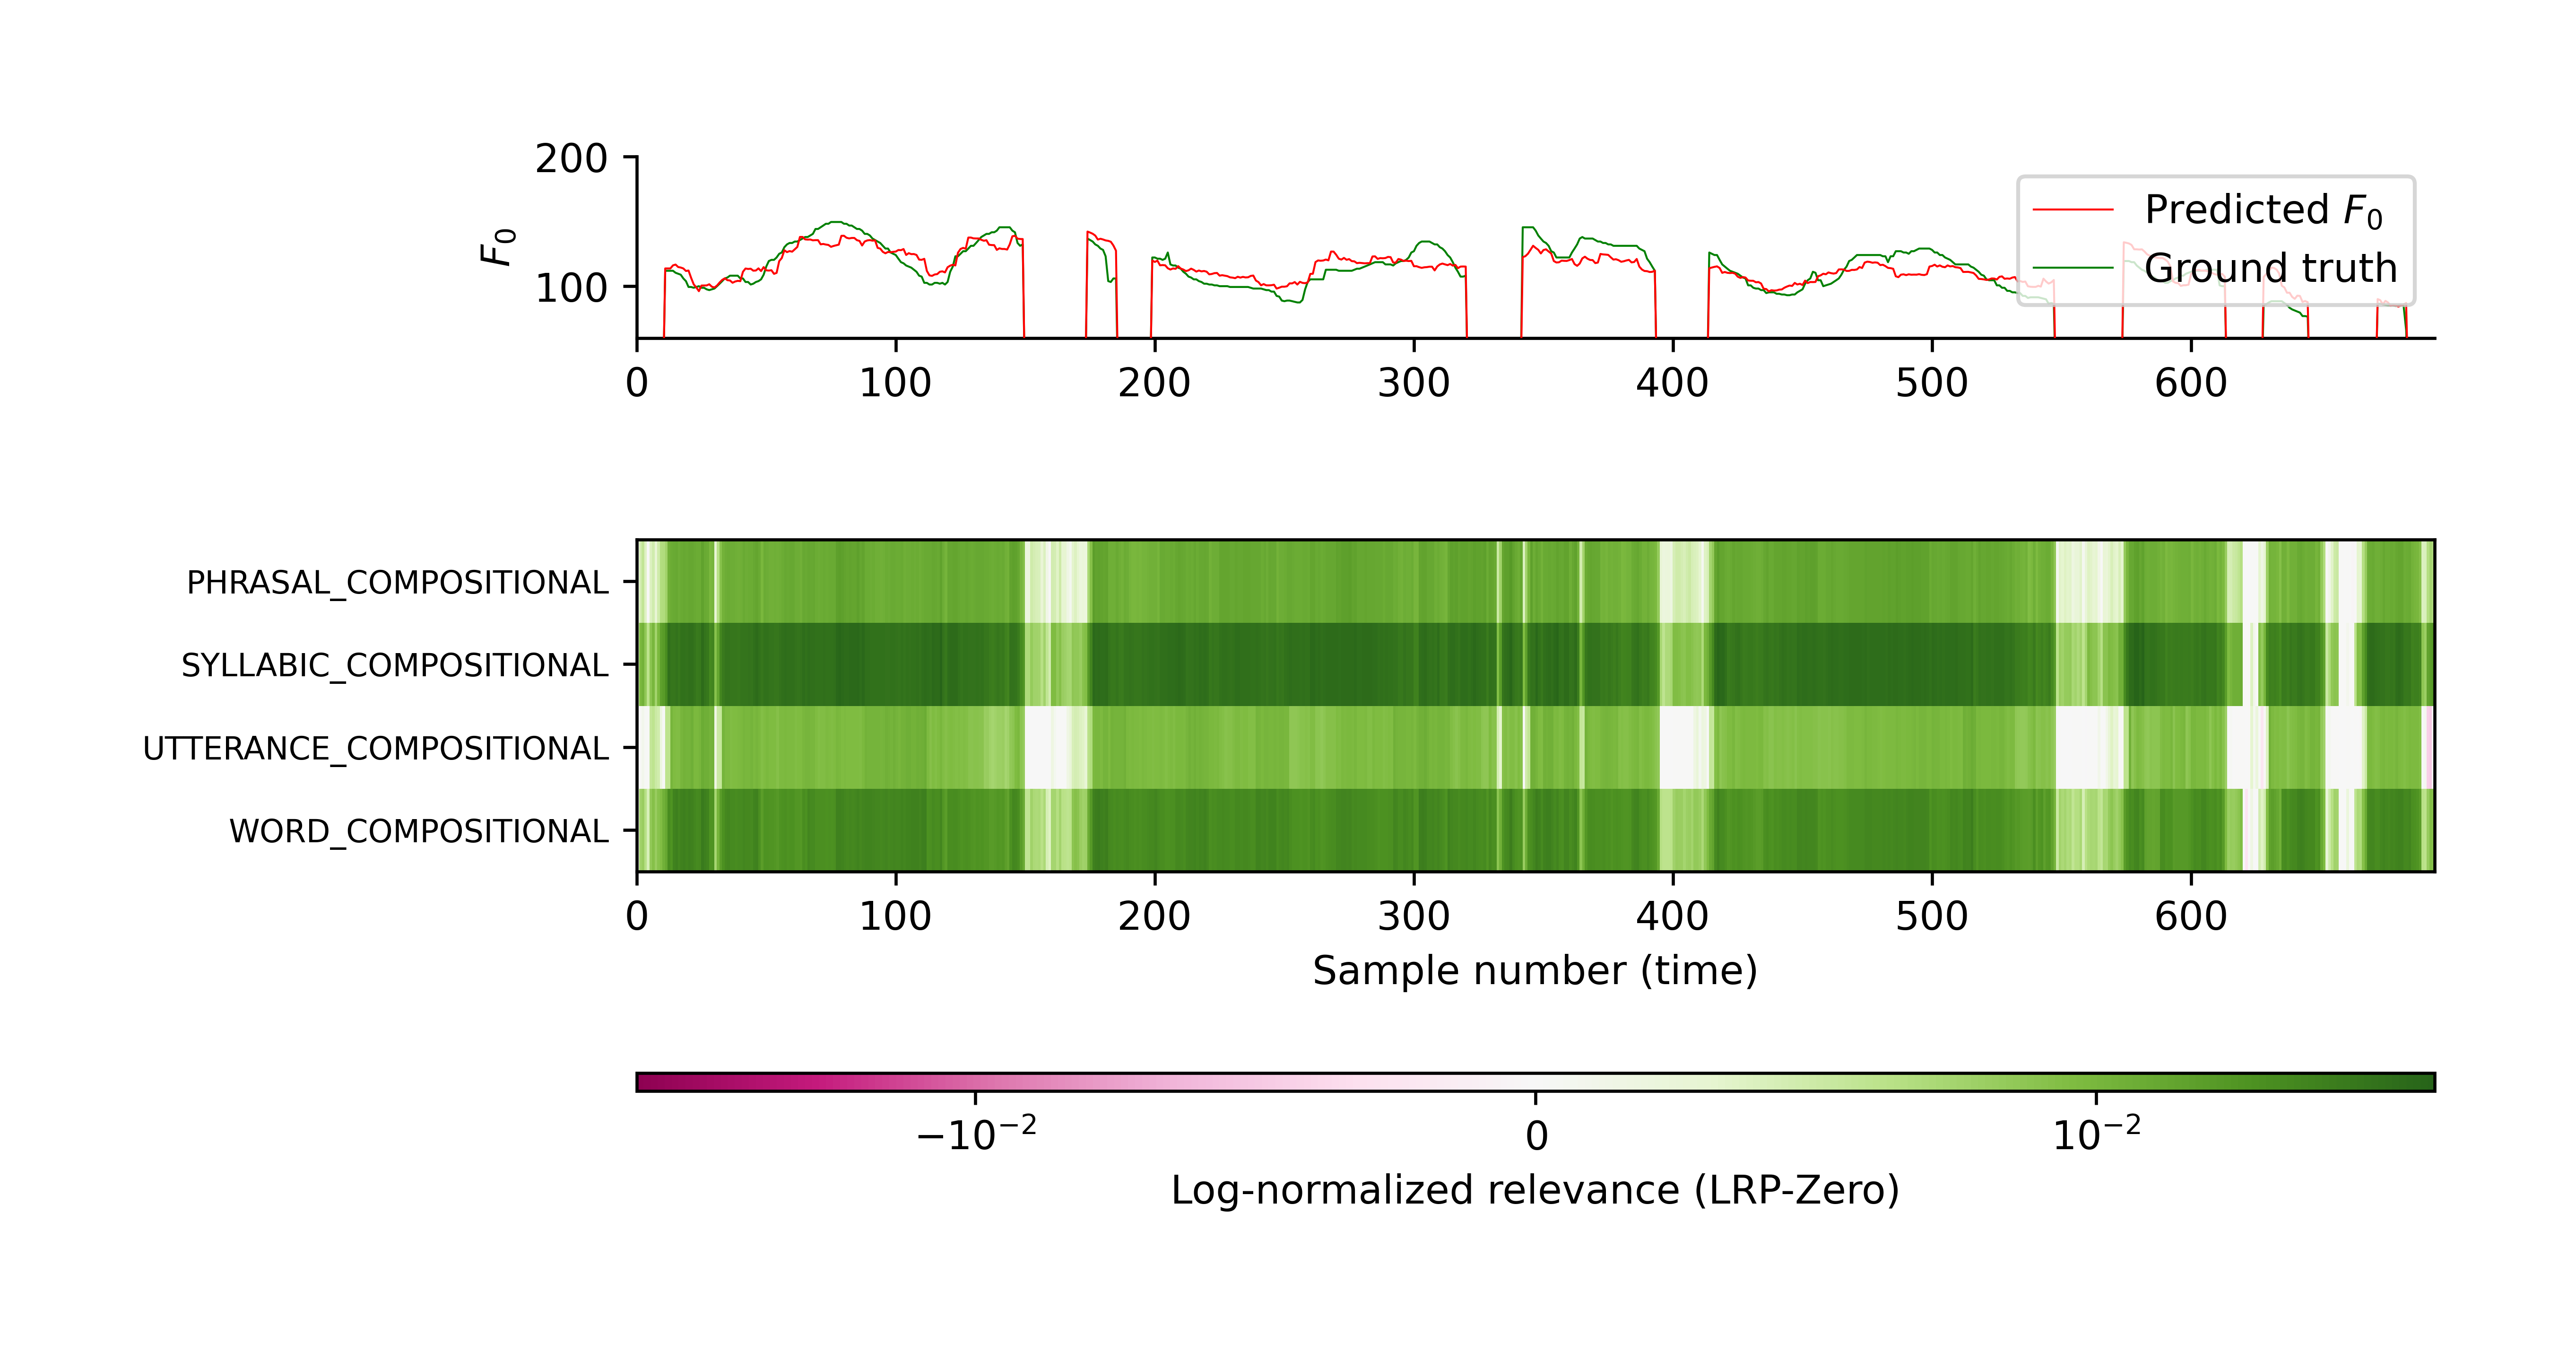 200
100
F₀
Predicted F₀
Ground truth
0 100 200 300 400 500 600
PHRASAL_COMPOSITIONAL
SYLLABIC_COMPOSITIONAL
UTTERANCE_COMPOSITIONAL
WORD_COMPOSITIONAL
0 100 200 300 400 500 600
Sample number (time)
−10⁻² 0 10⁻²
Log-normalized relevance (LRP-Zero)